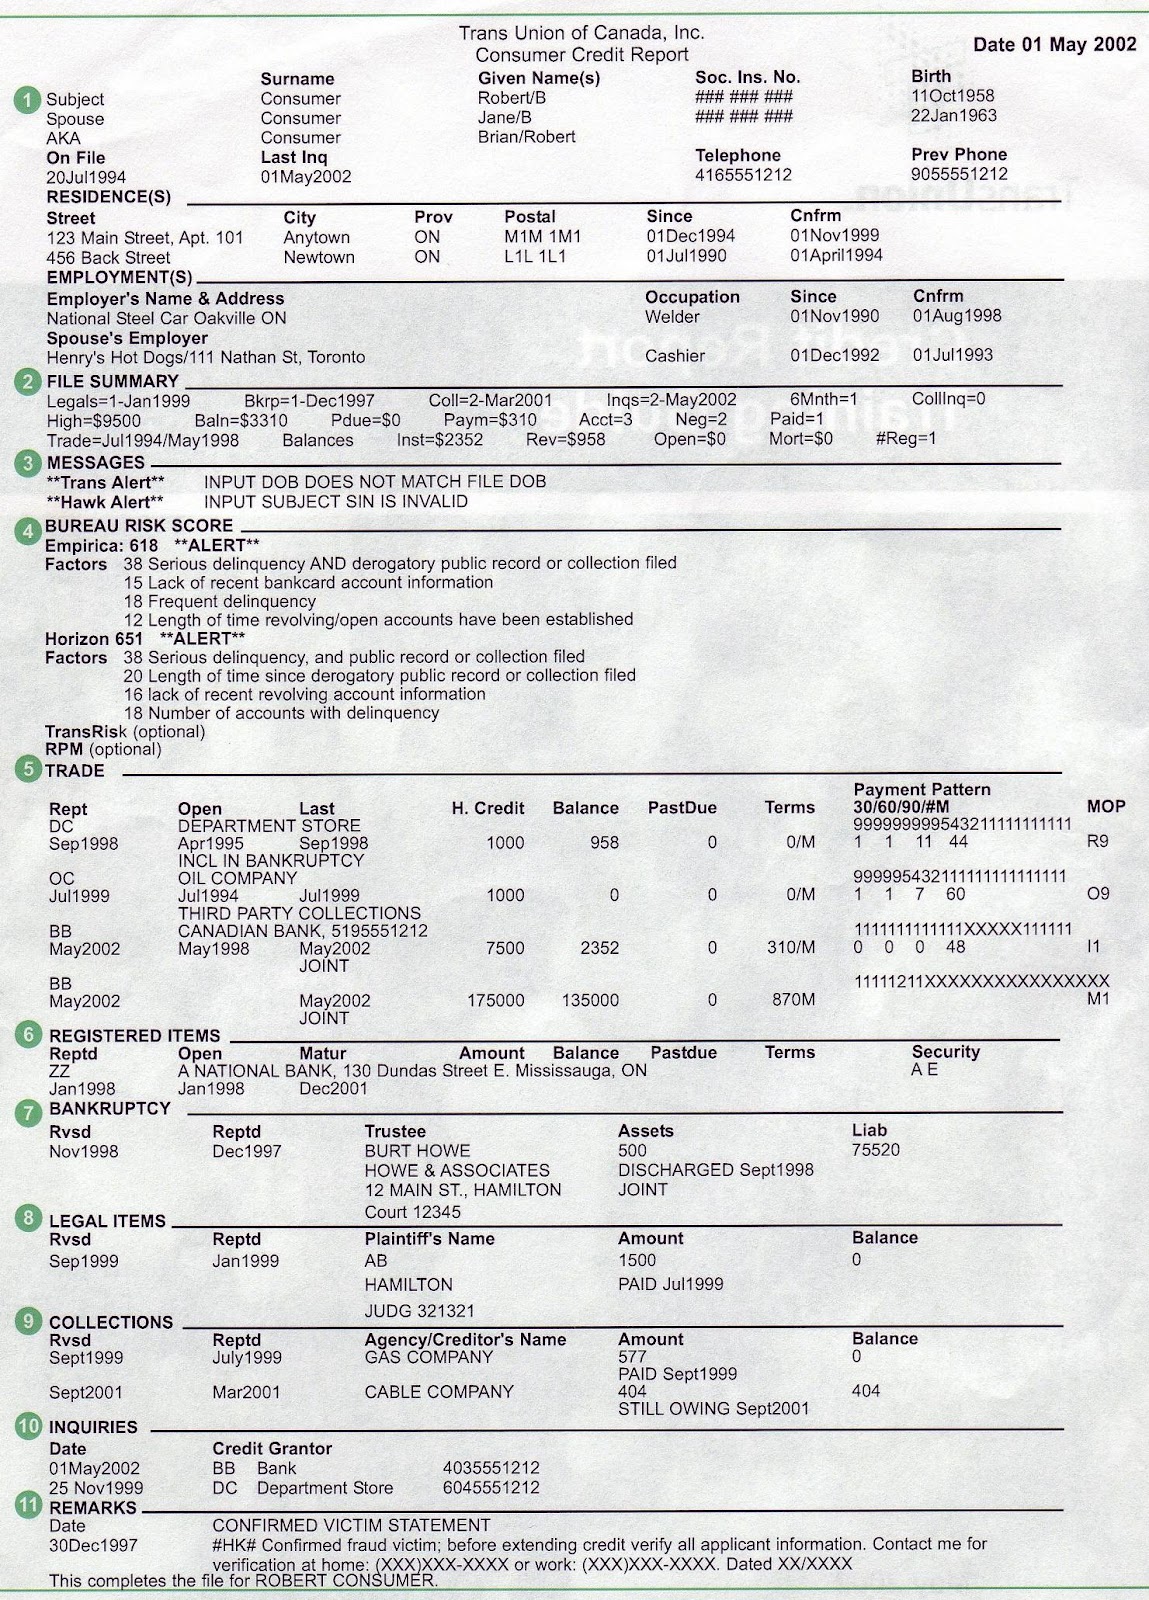 Trans Union of Canada, Inc.
Consumer Credit Report
Date 01 May 2002
Surname Given Name(s) Soc. Ins. No. Birth
1 Subject Consumer Robert/B ### ### ### 11Oct1958
Spouse Consumer Jane/B ### ### ### 22Jan1963
AKA Consumer Brian/Robert
On File Last Inq Telephone Prev Phone
20Jul1994 01May2002 4165551212 9055551212
RESIDENCE(S)
Street City Prov Postal Since Cnfrm
123 Main Street, Apt. 101 Anytown ON M1M 1M1 01Dec1994 01Nov1999
456 Back Street Newtown ON L1L 1L1 01Jul1990 01April1994
EMPLOYMENT(S)
Employer's Name & Address Occupation Since Cnfrm
National Steel Car Oakville ON Welder 01Nov1990 01Aug1998
Spouse's Employer
Henry's Hot Dogs/111 Nathan St, Toronto Cashier 01Dec1992 01Jul1993
2 FILE SUMMARY
Legals=1-Jan1999 Bkrp=1-Dec1997 Coll=2-Mar2001 Inqs=2-May2002 6Mnth=1 CollInq=0
High=$9500 Baln=$3310 Pdue=$0 Paym=$310 Acct=3 Neg=2 Paid=1
Trade=Jul1994/May1998 Balances Inst=$2352 Rev=$958 Open=$0 Mort=$0 #Reg=1
3 MESSAGES
**Trans Alert** INPUT DOB DOES NOT MATCH FILE DOB
**Hawk Alert** INPUT SUBJECT SIN IS INVALID
4 BUREAU RISK SCORE
Empirica: 618 **ALERT**
Factors 38 Serious delinquency AND derogatory public record or collection filed
15 Lack of recent bankcard account information
18 Frequent delinquency
12 Length of time revolving/open accounts have been established
Horizon 651 **ALERT**
Factors 38 Serious delinquency, and public record or collection filed
20 Length of time since derogatory public record or collection filed
16 lack of recent revolving account information
18 Number of accounts with delinquency
TransRisk (optional)
RPM (optional)
5 TRADE
Payment Pattern
Rept Open Last H. Credit Balance PastDue Terms 30/60/90/#M MOP
DC DEPARTMENT STORE 999999999543211111111111
Sep1998 Apr1995 Sep1998 1000 958 0 0/M 1 1 11 44 R9
INCL IN BANKRUPTCY
OC OIL COMPANY 999995432111111111111111
Jul1999 Jul1994 Jul1999 1000 0 0 0/M 1 1 7 60 O9
THIRD PARTY COLLECTIONS
BB CANADIAN BANK, 5195551212 1111111111111XXXXX111111
May2002 May1998 May2002 7500 2352 0 310/M 0 0 0 48 I1
JOINT
BB 11111211XXXXXXXXXXXXXXXX
May2002 May2002 175000 135000 0 870M M1
JOINT
6 REGISTERED ITEMS
Reptd Open Matur Amount Balance Pastdue Terms Security
ZZ A NATIONAL BANK, 130 Dundas Street E. Mississauga, ON A E
Jan1998 Jan1998 Dec2001
7 BANKRUPTCY
Rvsd Reptd Trustee Assets Liab
Nov1998 Dec1997 BURT HOWE 500 75520
HOWE & ASSOCIATES DISCHARGED Sept1998
12 MAIN ST., HAMILTON JOINT
Court 12345
8 LEGAL ITEMS
Rvsd Reptd Plaintiff's Name Amount Balance
Sep1999 Jan1999 AB 1500 0
HAMILTON PAID Jul1999
JUDG 321321
9 COLLECTIONS
Rvsd Reptd Agency/Creditor's Name Amount Balance
Sept1999 July1999 GAS COMPANY 577 0
PAID Sept1999
Sept2001 Mar2001 CABLE COMPANY 404 404
STILL OWING Sept2001
10 INQUIRIES
Date Credit Grantor
01May2002 BB Bank 4035551212
25 Nov1999 DC Department Store 6045551212
11 REMARKS
Date CONFIRMED VICTIM STATEMENT
30Dec1997 #HK# Confirmed fraud victim; before extending credit verify all applicant information. Contact me for
verification at home: (XXX)XXX-XXXX or work: (XXX)XXX-XXXX. Dated XX/XXXX
This completes the file for ROBERT CONSUMER.